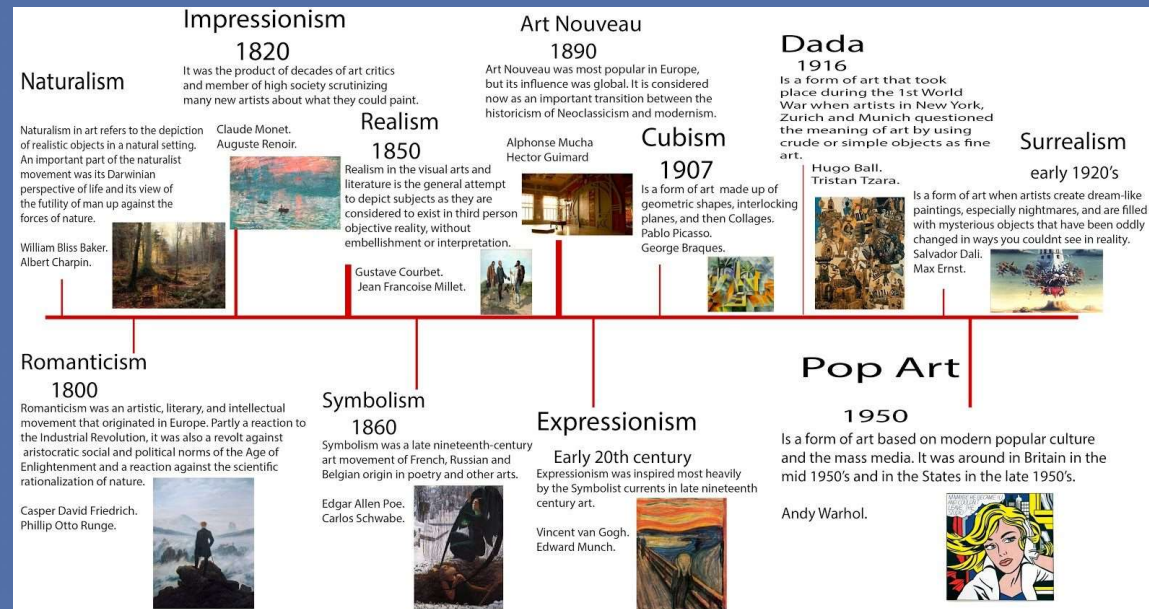 Naturalism
Naturalism in art refers to the depiction
of realistic objects in a natural setting.
An important part of the naturalist
movement was its Darwinian
perspective of life and its view of
the futility of man up against the
forces of nature.
William Bliss Baker.
Albert Charpin.
Impressionism
1820
It was the product of decades of art critics
and member of high society scrutinizing
many new artists about what they could paint.
Claude Monet.
Auguste Renoir.
Realism
1850
Realism in the visual arts and
literature is the general attempt
to depict subjects as they are
considered to exist in third person
objective reality, without
embellishment or interpretation.
Gustave Courbet.
Jean Francoise Millet.
Art Nouveau
1890
Art Nouveau was most popular in Europe,
but its influence was global. It is considered
now as an important transition between the
historicism of Neoclassicism and modernism.
Alphonse Mucha
Hector Guimard
Cubism
1907
Is a form of art made up of
geometric shapes, interlocking
planes, and then Collages.
Pablo Picasso.
George Braques.
Dada
1916
Is a form of art that took
place during the 1st World
War when artists in New York,
Zurich and Munich questioned
the meaning of art by using
crude or simple objects as fine
art.
Hugo Ball.
Tristan Tzara.
Surrealism
early 1920's
Is a form of art when artists create dream-like
paintings, especially nightmares, and are filled
with mysterious objects that have been oddly
changed in ways you couldnt see in reality.
Salvador Dali.
Max Ernst.
Romanticism
1800
Romanticism was an artistic, literary, and intellectual
movement that originated in Europe. Partly a reaction to
the Industrial Revolution, it was also a revolt against
aristocratic social and political norms of the Age of
Enlightenment and a reaction against the scientific
rationalization of nature.
Casper David Friedrich.
Phillip Otto Runge.
Symbolism
1860
Symbolism was a late nineteenth-century
art movement of French, Russian and
Belgian origin in poetry and other arts.
Edgar Allen Poe.
Carlos Schwabe.
Expressionism
Early 20th century
Expressionism was inspired most heavily
by the Symbolist currents in late nineteenth
century art.
Vincent van Gogh.
Edward Munch.
Pop Art
1950
Is a form of art based on modern popular culture
and the mass media. It was around in Britain in the
mid 1950's and in the States in the late 1950's.
Andy Warhol.